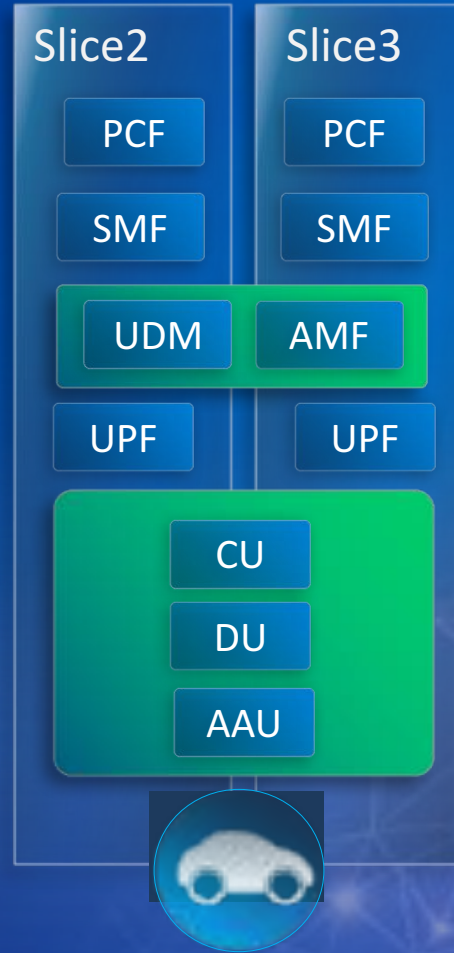 Slice2 Slice3
PCF PCF
SMF SMF
UDM AMF
UPF UPF
CU
DU
AAU